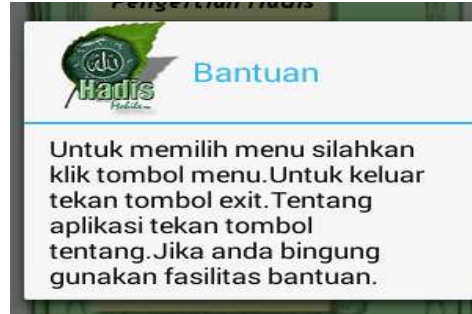 Pengertian Hadis
Hadis
Mobile
Bantuan
Untuk memilih menu silahkan
klik tombol menu.Untuk keluar
tekan tombol exit.Tentang
aplikasi tekan tombol
tentang.Jika anda bingung
gunakan fasilitas bantuan.